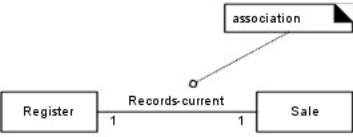 association
Records-current
Register
Sale
1
1